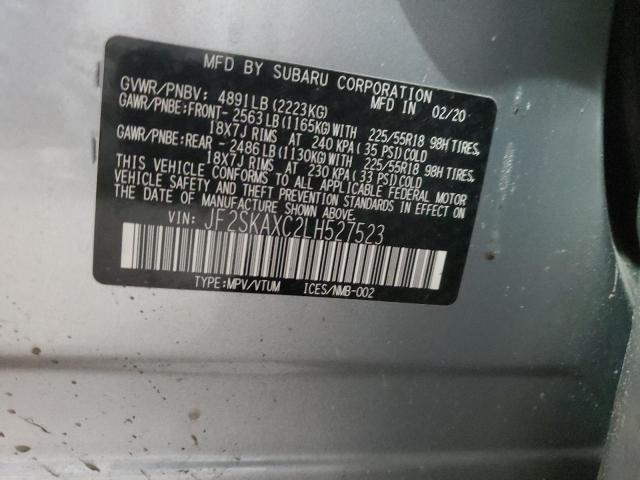 MFD BY SUBARU CORPORATION
GVWR/PNBV: 4891LB (2223KG) MFD IN 02/20
GAWR/PNBE:FRONT- 2563LB(1165KG)WITH 225/55R18 98H TIRES,
18X7J RIMS AT 240 KPA (35 PSI)COLD
GAWR/PNBE:REAR - 2486LB(1130KG)WITH 225/55R18 98H TIRES,
18X7J RIMS AT 230 KPA (33 PSI)COLD
THIS VEHICLE CONFORMS TO ALL APPLICABLE FEDERAL MOTOR
VEHICLE SAFETY AND THEFT PREVENTION STANDARDS IN EFFECT ON
THE DATE OF MANUFACTURE SHOWN ABOVE.
VIN: JF2SKAXC2LH527523
TYPE:MPV/VTUM ICES/NMB-002